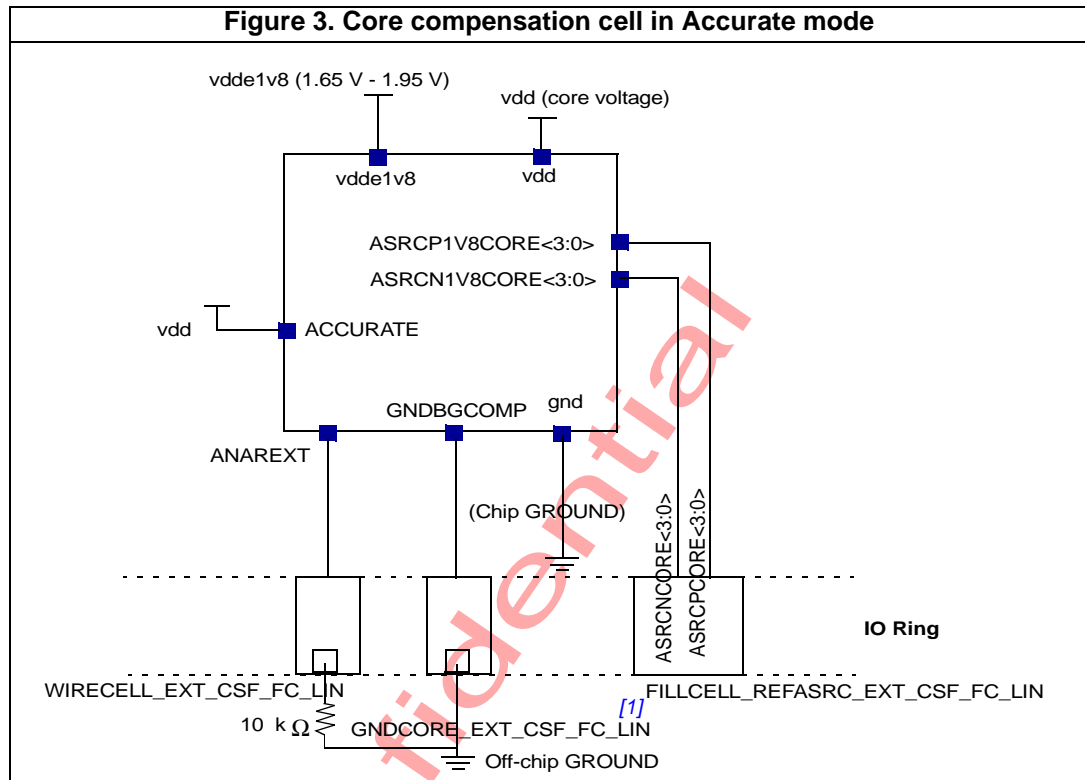 Figure 3. Core compensation cell in Accurate mode
vdde1v8 (1.65 V - 1.95 V)
vdd (core voltage)
vdde1v8
vdd
ASRCP1V8CORE<3:0>
ASRCN1V8CORE<3:0>
vdd
ACCURATE
GNDBGCOMP
gnd
ANAREXT
(Chip GROUND)
ASRCNCORE<3:0>
ASRCPCORE<3:0>
IO Ring
WIRECELL_EXT_CSF_FC_LIN
FILLCELL_REFASRC_EXT_CSF_FC_LIN
[1]
10 k Ω
GNDCORE_EXT_CSF_FC_LIN
Off-chip GROUND
fidential